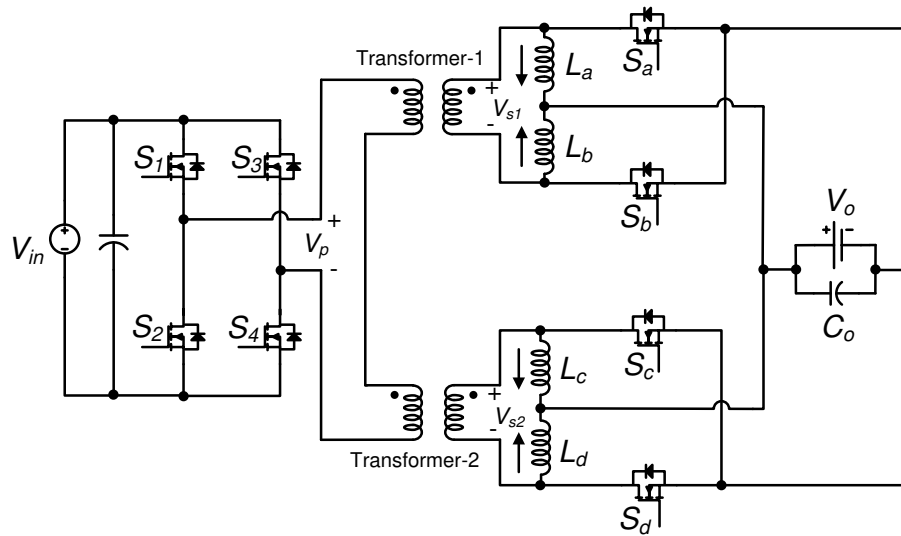 Transformer-1
S_a
L_a
+
V_s1
-
L_b
S_1
S_3
S_b
V_in
+
-
+
V_p
-
V_o
+ -
C_o
S_2
S_4
S_c
L_c
+
V_s2
-
L_d
Transformer-2
S_d